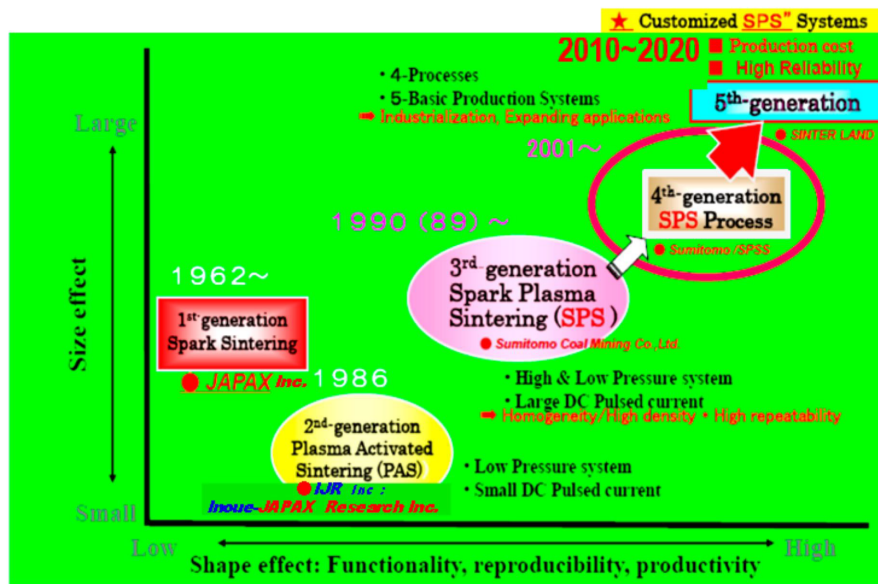 ★ Customized SPS" Systems
2010~2020
■ Production cost
■ High Reliability
• 4-Processes
• 5-Basic Production Systems
➡ Industrialization, Expanding applications
5th-generation
● SINTER LAND
Large
2001～
4th-generation
SPS Process
● Sumitomo /SPSS
1990 (89) ～
3rd generation
Spark Plasma
Sintering (SPS )
● Sumitomo Coal Mining Co.,Ltd.
1962～
1st-generation
Spark Sintering
● JAPAX Inc.
Size effect
1986
• High & Low Pressure system
• Large DC Pulsed current
➡ Homogeneity/High density • High repeatability
2nd-generation
Plasma Activated
Sintering (PAS)
● IJR Inc :
Inoue-JAPAX Research Inc.
• Low Pressure system
• Small DC Pulsed current
Small
Low
High
Shape effect: Functionality, reproducibility, productivity